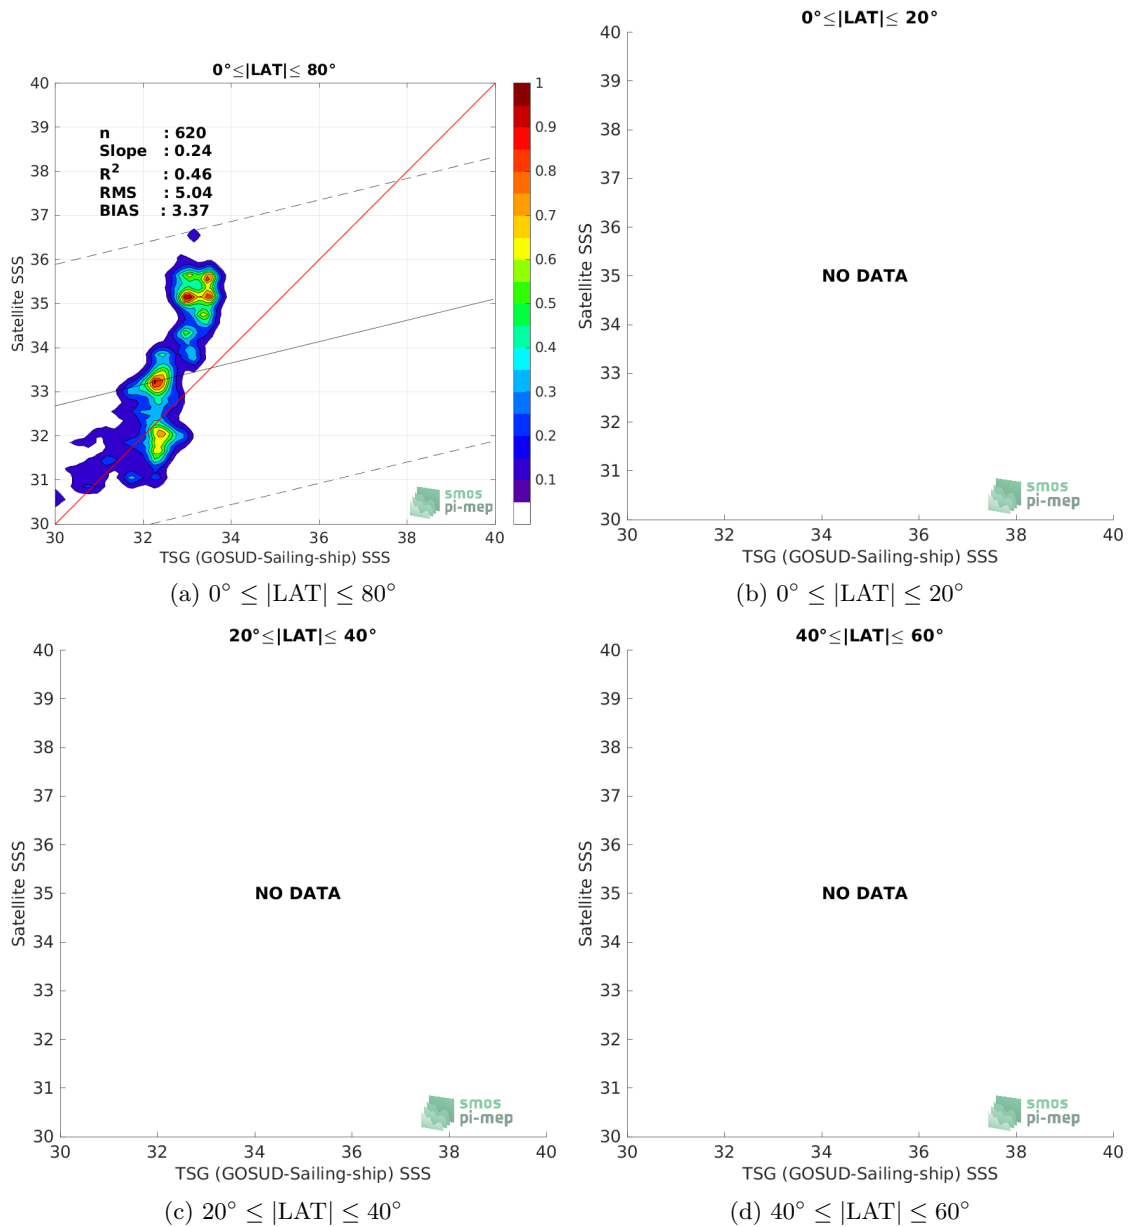 0°≤|LAT|≤ 80°
40
39
38
37
36
35
34
33
32
31
30
Satellite SSS
n : 620
Slope : 0.24
R² : 0.46
RMS : 5.04
BIAS : 3.37
1
0.9
0.8
0.7
0.6
0.5
0.4
0.3
0.2
0.1
smos
pi-mep
30 32 34 36 38 40
TSG (GOSUD-Sailing-ship) SSS
(a) 0° ≤ |LAT| ≤ 80°
0°≤|LAT|≤ 20°
40
39
38
37
36
35
34
33
32
31
30
Satellite SSS
NO DATA
smos
pi-mep
30 32 34 36 38 40
TSG (GOSUD-Sailing-ship) SSS
(b) 0° ≤ |LAT| ≤ 20°
20°≤|LAT|≤ 40°
40
39
38
37
36
35
34
33
32
31
30
Satellite SSS
NO DATA
smos
pi-mep
30 32 34 36 38 40
TSG (GOSUD-Sailing-ship) SSS
(c) 20° ≤ |LAT| ≤ 40°
40°≤|LAT|≤ 60°
40
39
38
37
36
35
34
33
32
31
30
Satellite SSS
NO DATA
smos
pi-mep
30 32 34 36 38 40
TSG (GOSUD-Sailing-ship) SSS
(d) 40° ≤ |LAT| ≤ 60°